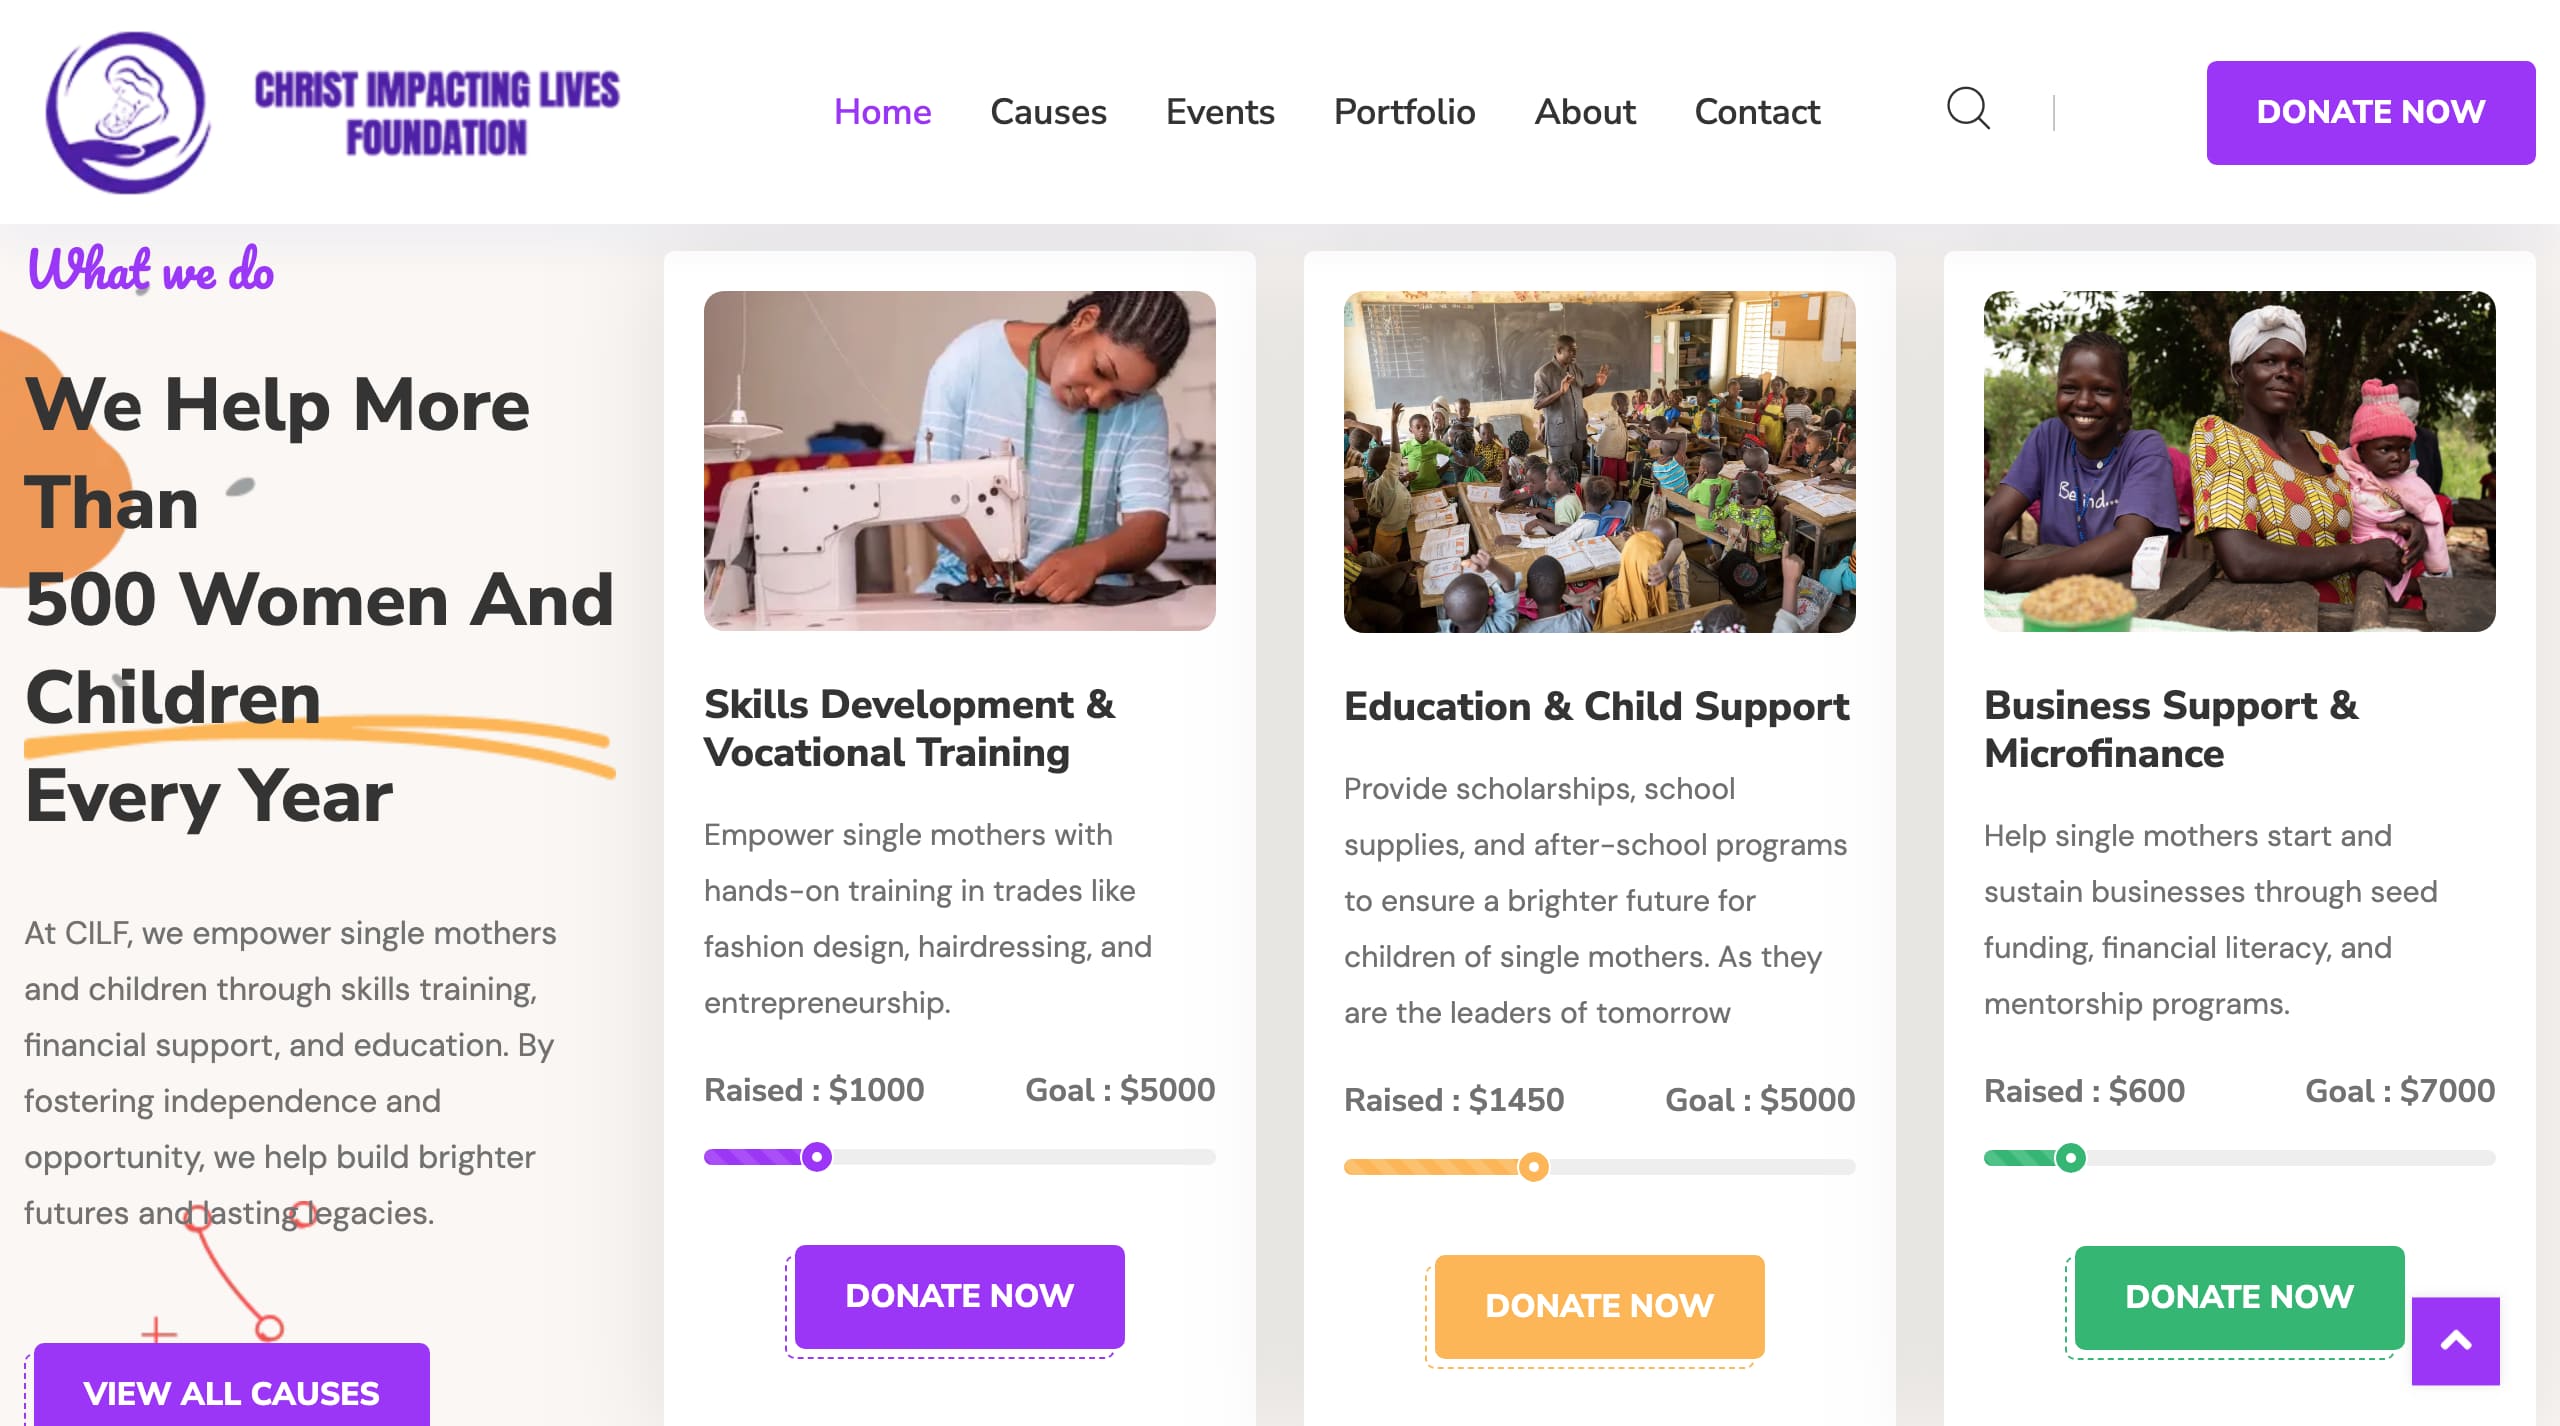 CHRIST IMPACTING LIVES
FOUNDATION
Home
Causes
Events
Portfolio
About
Contact
DONATE NOW
What we do
We Help More
Than
500 Women And
Children
Every Year
At CILF, we empower single mothers
and children through skills training,
financial support, and education. By
fostering independence and
opportunity, we help build brighter
futures and lasting legacies.
VIEW ALL CAUSES
Skills Development &
Vocational Training
Empower single mothers with
hands-on training in trades like
fashion design, hairdressing, and
entrepreneurship.
Raised : $1000
Goal : $5000
DONATE NOW
Education & Child Support
Provide scholarships, school
supplies, and after-school programs
to ensure a brighter future for
children of single mothers. As they
are the leaders of tomorrow
Raised : $1450
Goal : $5000
DONATE NOW
Business Support &
Microfinance
Help single mothers start and
sustain businesses through seed
funding, financial literacy, and
mentorship programs.
Raised : $600
Goal : $7000
DONATE NOW